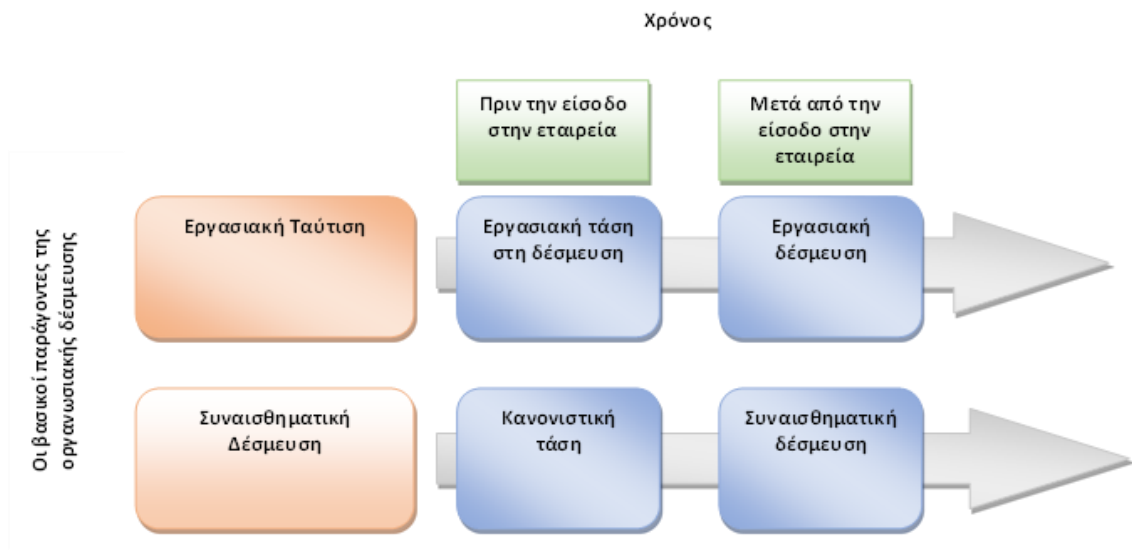 Χρόνος
Πριν την είσοδο
στην εταιρεία
Μετά από την
είσοδο στην
εταιρεία
Οι βασικοί παράγοντες της
οργανωσιακής δέσμευσης
Εργασιακή Ταύτιση
Εργασιακή τάση
στη δέσμευση
Εργασιακή
δέσμευση
Συναισθηματική
Δέσμευση
Κανονιστική
τάση
Συναισθηματική
δέσμευση